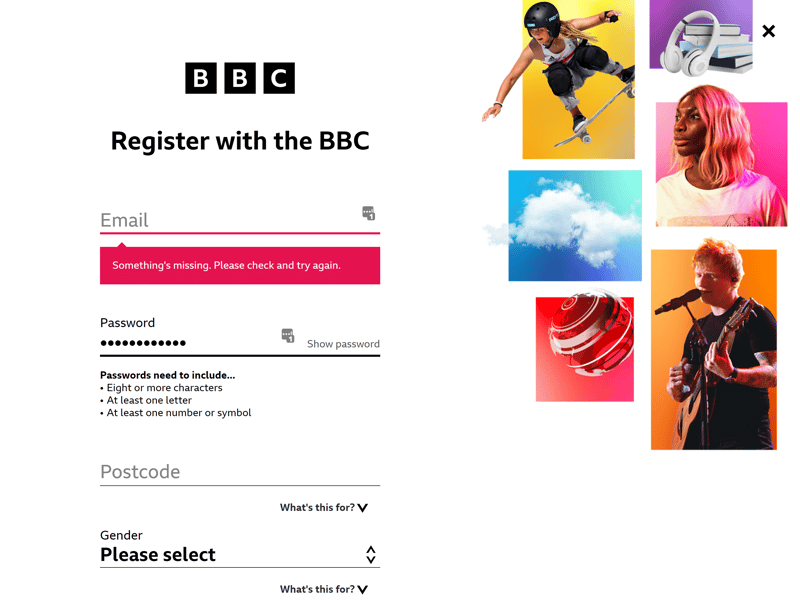 BBC
Register with the BBC
Email
Something's missing. Please check and try again.
Password
●●●●●●●●●●●●
Show password
Passwords need to include...
• Eight or more characters
• At least one letter
• At least one number or symbol
Postcode
What's this for?
Gender
Please select
What's this for?